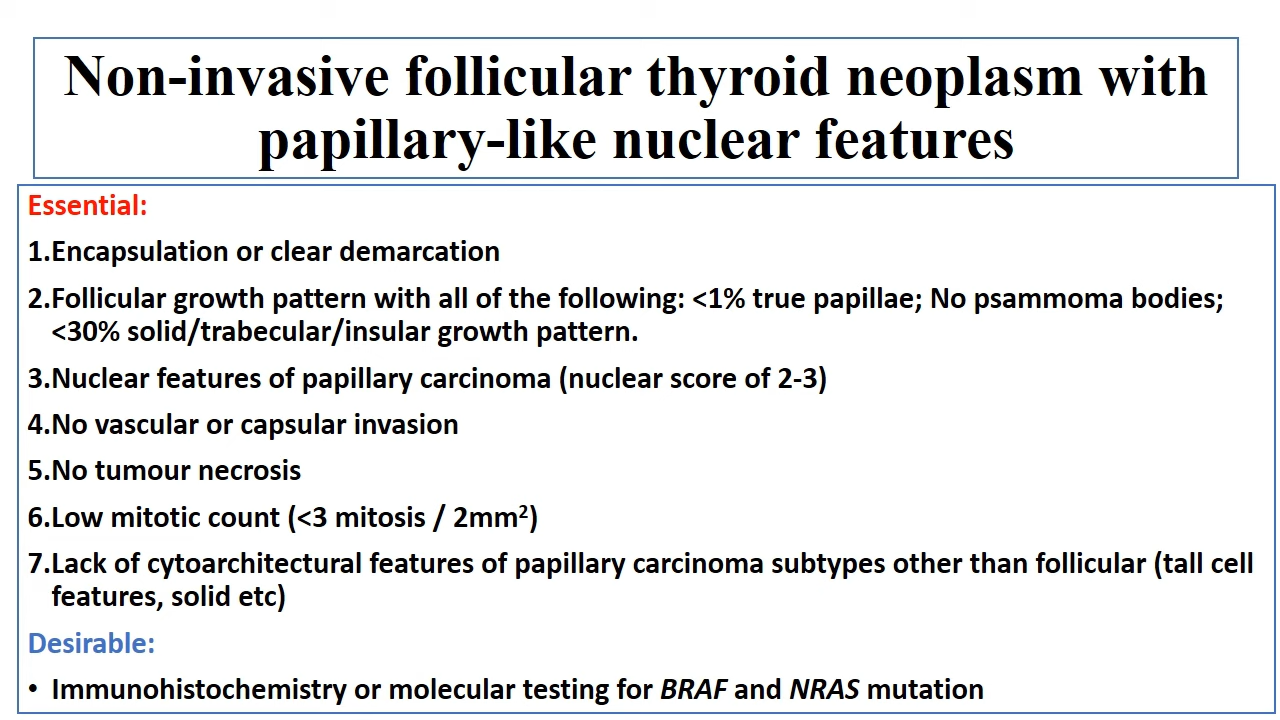 Non-invasive follicular thyroid neoplasm with
papillary-like nuclear features
Essential:
1.Encapsulation or clear demarcation
2.Follicular growth pattern with all of the following: <1% true papillae; No psammoma bodies;
<30% solid/trabecular/insular growth pattern.
3.Nuclear features of papillary carcinoma (nuclear score of 2-3)
4.No vascular or capsular invasion
5.No tumour necrosis
6.Low mitotic count (<3 mitosis / 2mm²)
7.Lack of cytoarchitectural features of papillary carcinoma subtypes other than follicular (tall cell
features, solid etc)
Desirable:
• Immunohistochemistry or molecular testing for BRAF and NRAS mutation